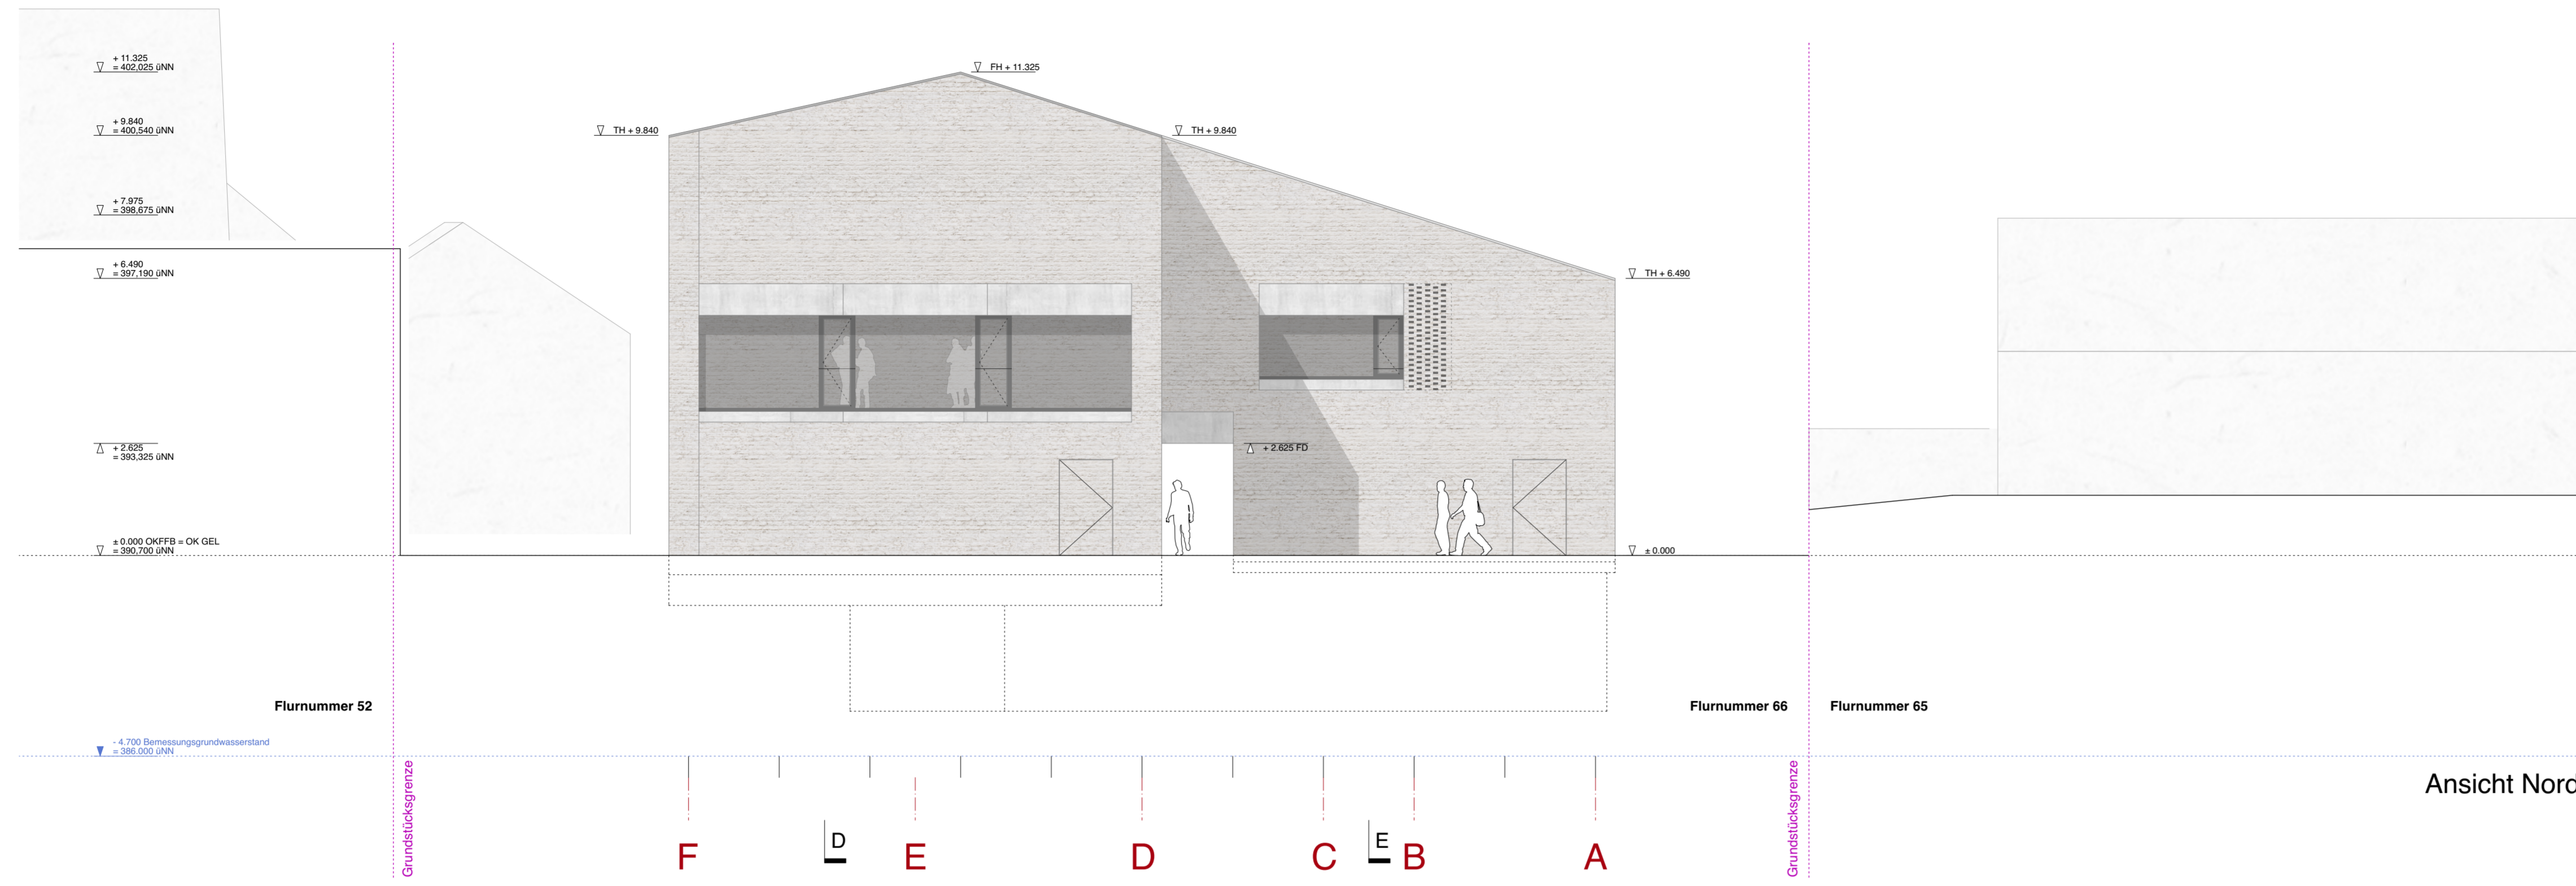 + 11.325
= 402,025 üNN
FH + 11.325
+ 9.840
= 400,540 üNN
TH + 9.840
TH + 9.840
+ 7.975
= 398,675 üNN
+ 6.490
= 397,190 üNN
TH + 6.490
+ 2.625
= 393,325 üNN
+ 2.625 FD
± 0.000 OKFFB = OK GEL
= 390,700 üNN
± 0.000
Flurnummer 52
Flurnummer 66
Flurnummer 65
- 4.700 Bemessungsgrundwasserstand
= 386.000 üNN
Grundstücksgrenze
Grundstücksgrenze
Ansicht Nord
F
D
E
D
C
E
B
A